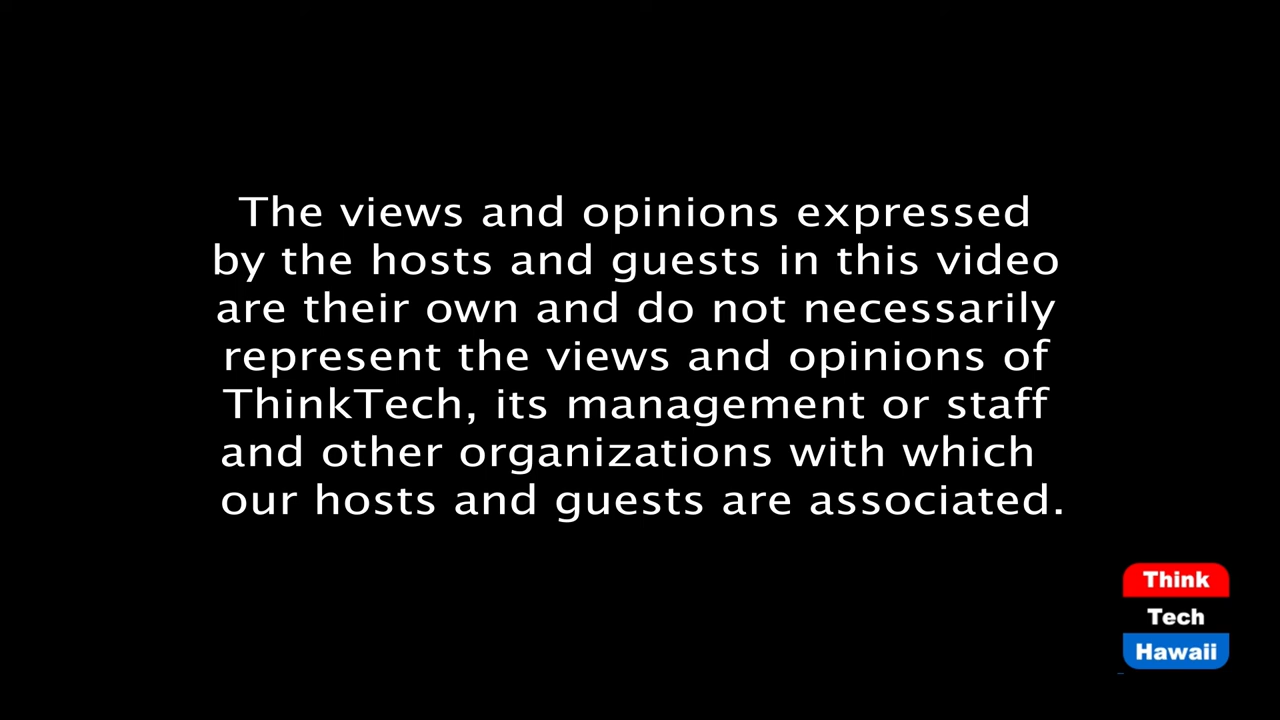 The views and opinions expressed
by the hosts and guests in this video
are their own and do not necessarily
represent the views and opinions of
ThinkTech, its management or staff
and other organizations with which
our hosts and guests are associated.
Think
Tech
Hawaii